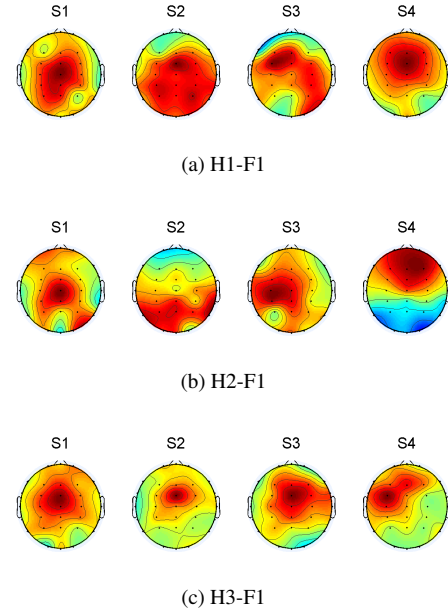 S1 S2 S3 S4
(a) H1-F1
S1 S2 S3 S4
(b) H2-F1
S1 S2 S3 S4
(c) H3-F1